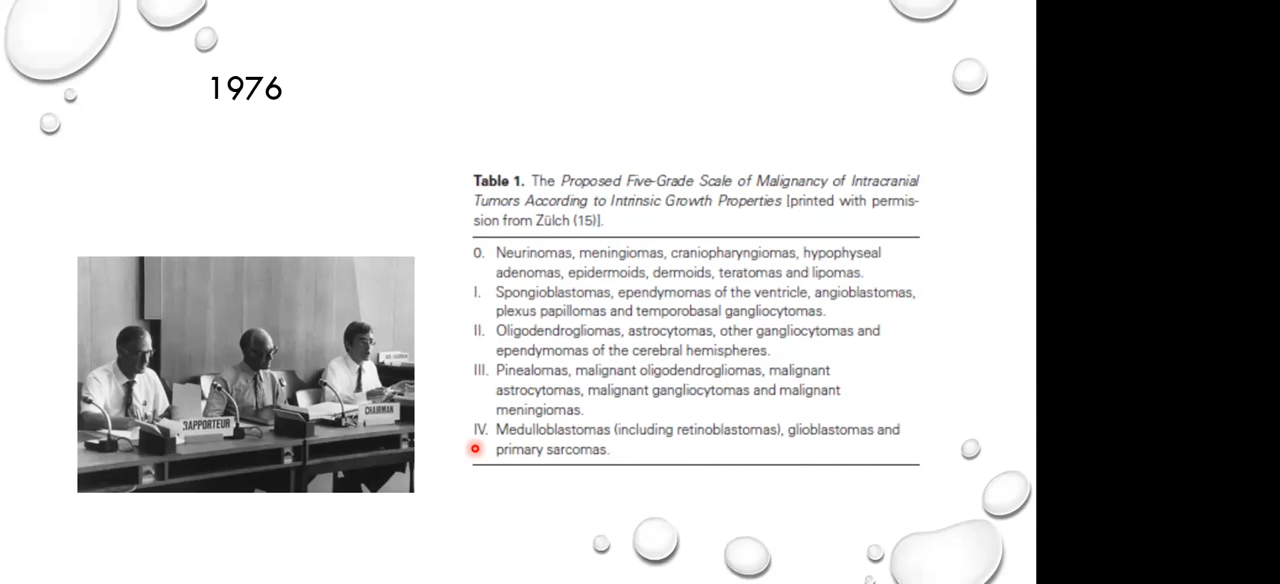 1976
Table 1. The Proposed Five-Grade Scale of Malignancy of Intracranial
Tumors According to Intrinsic Growth Properties [printed with permis-
sion from Zülch (15)].
0. Neurinomas, meningiomas, craniopharyngiomas, hypophyseal
adenomas, epidermoids, dermoids, teratomas and lipomas.
I. Spongioblastomas, ependymomas of the ventricle, angioblastomas,
plexus papillomas and temporobasal gangliocytomas.
II. Oligodendrogliomas, astrocytomas, other gangliocytomas and
ependymomas of the cerebral hemispheres.
III. Pinealomas, malignant oligodendrogliomas, malignant
astrocytomas, malignant gangliocytomas and malignant
meningiomas.
IV. Medulloblastomas (including retinoblastomas), glioblastomas and
primary sarcomas.
RAPPORTEUR
CHAIRMAN